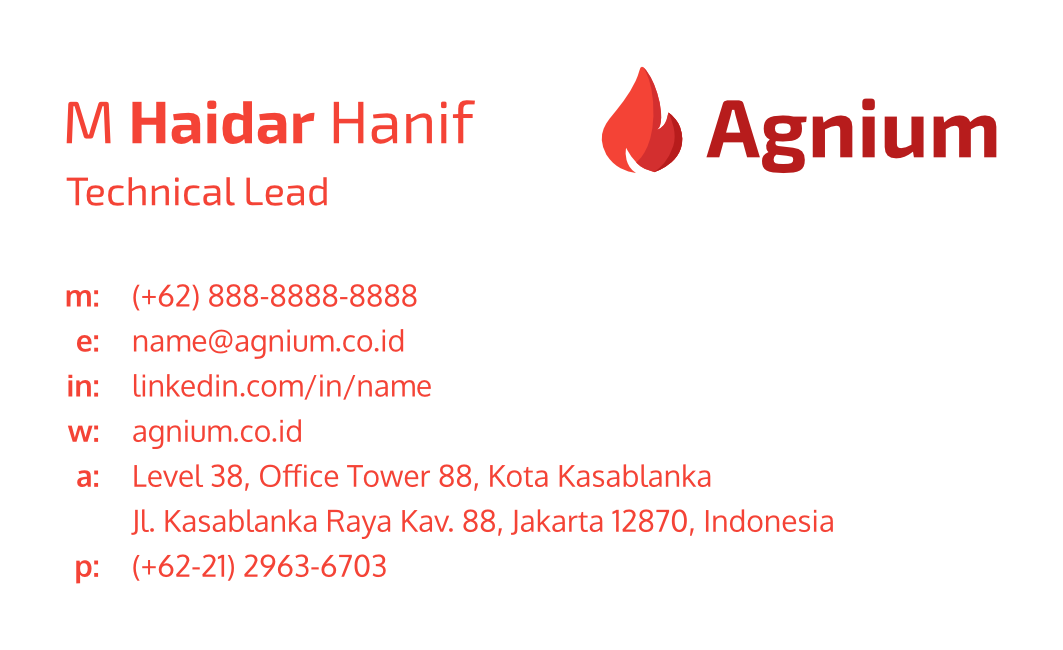 M Haidar Hanif
Technical Lead
Agnium
m: (+62) 888-8888-8888
e: name@agnium.co.id
in: linkedin.com/in/name
w: agnium.co.id
a: Level 38, Office Tower 88, Kota Kasablanka
Jl. Kasablanka Raya Kav. 88, Jakarta 12870, Indonesia
p: (+62-21) 2963-6703